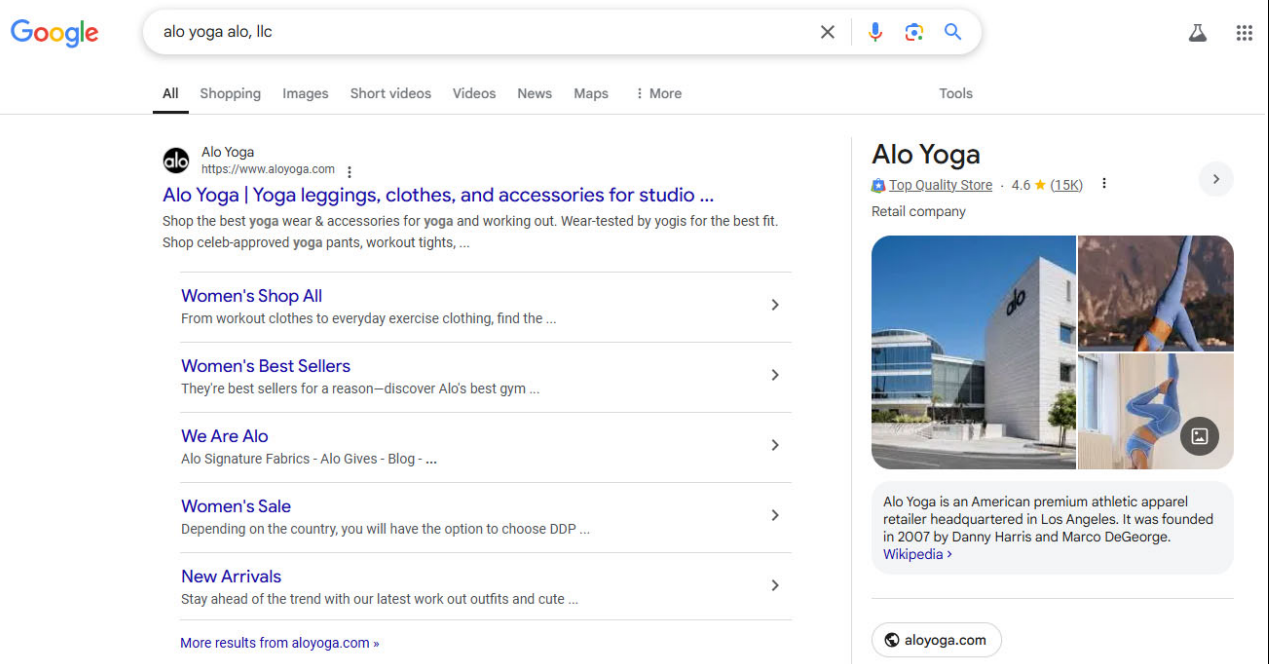 Google
alo yoga alo, llc
All Shopping Images Short videos Videos News Maps More Tools
alo
Alo Yoga
https://www.aloyoga.com
Alo Yoga | Yoga leggings, clothes, and accessories for studio ...
Shop the best yoga wear & accessories for yoga and working out. Wear-tested by yogis for the best fit.
Shop celeb-approved yoga pants, workout tights, ...
Women's Shop All
From workout clothes to everyday exercise clothing, find the ...
Women's Best Sellers
They're best sellers for a reason—discover Alo's best gym ...
We Are Alo
Alo Signature Fabrics - Alo Gives - Blog - ...
Women's Sale
Depending on the country, you will have the option to choose DDP ...
New Arrivals
Stay ahead of the trend with our latest work out outfits and cute ...
More results from aloyoga.com »
Alo Yoga
Top Quality Store · 4.6 ★ (15K)
Retail company
alo
Alo Yoga is an American premium athletic apparel
retailer headquartered in Los Angeles. It was founded
in 2007 by Danny Harris and Marco DeGeorge.
Wikipedia ›
aloyoga.com